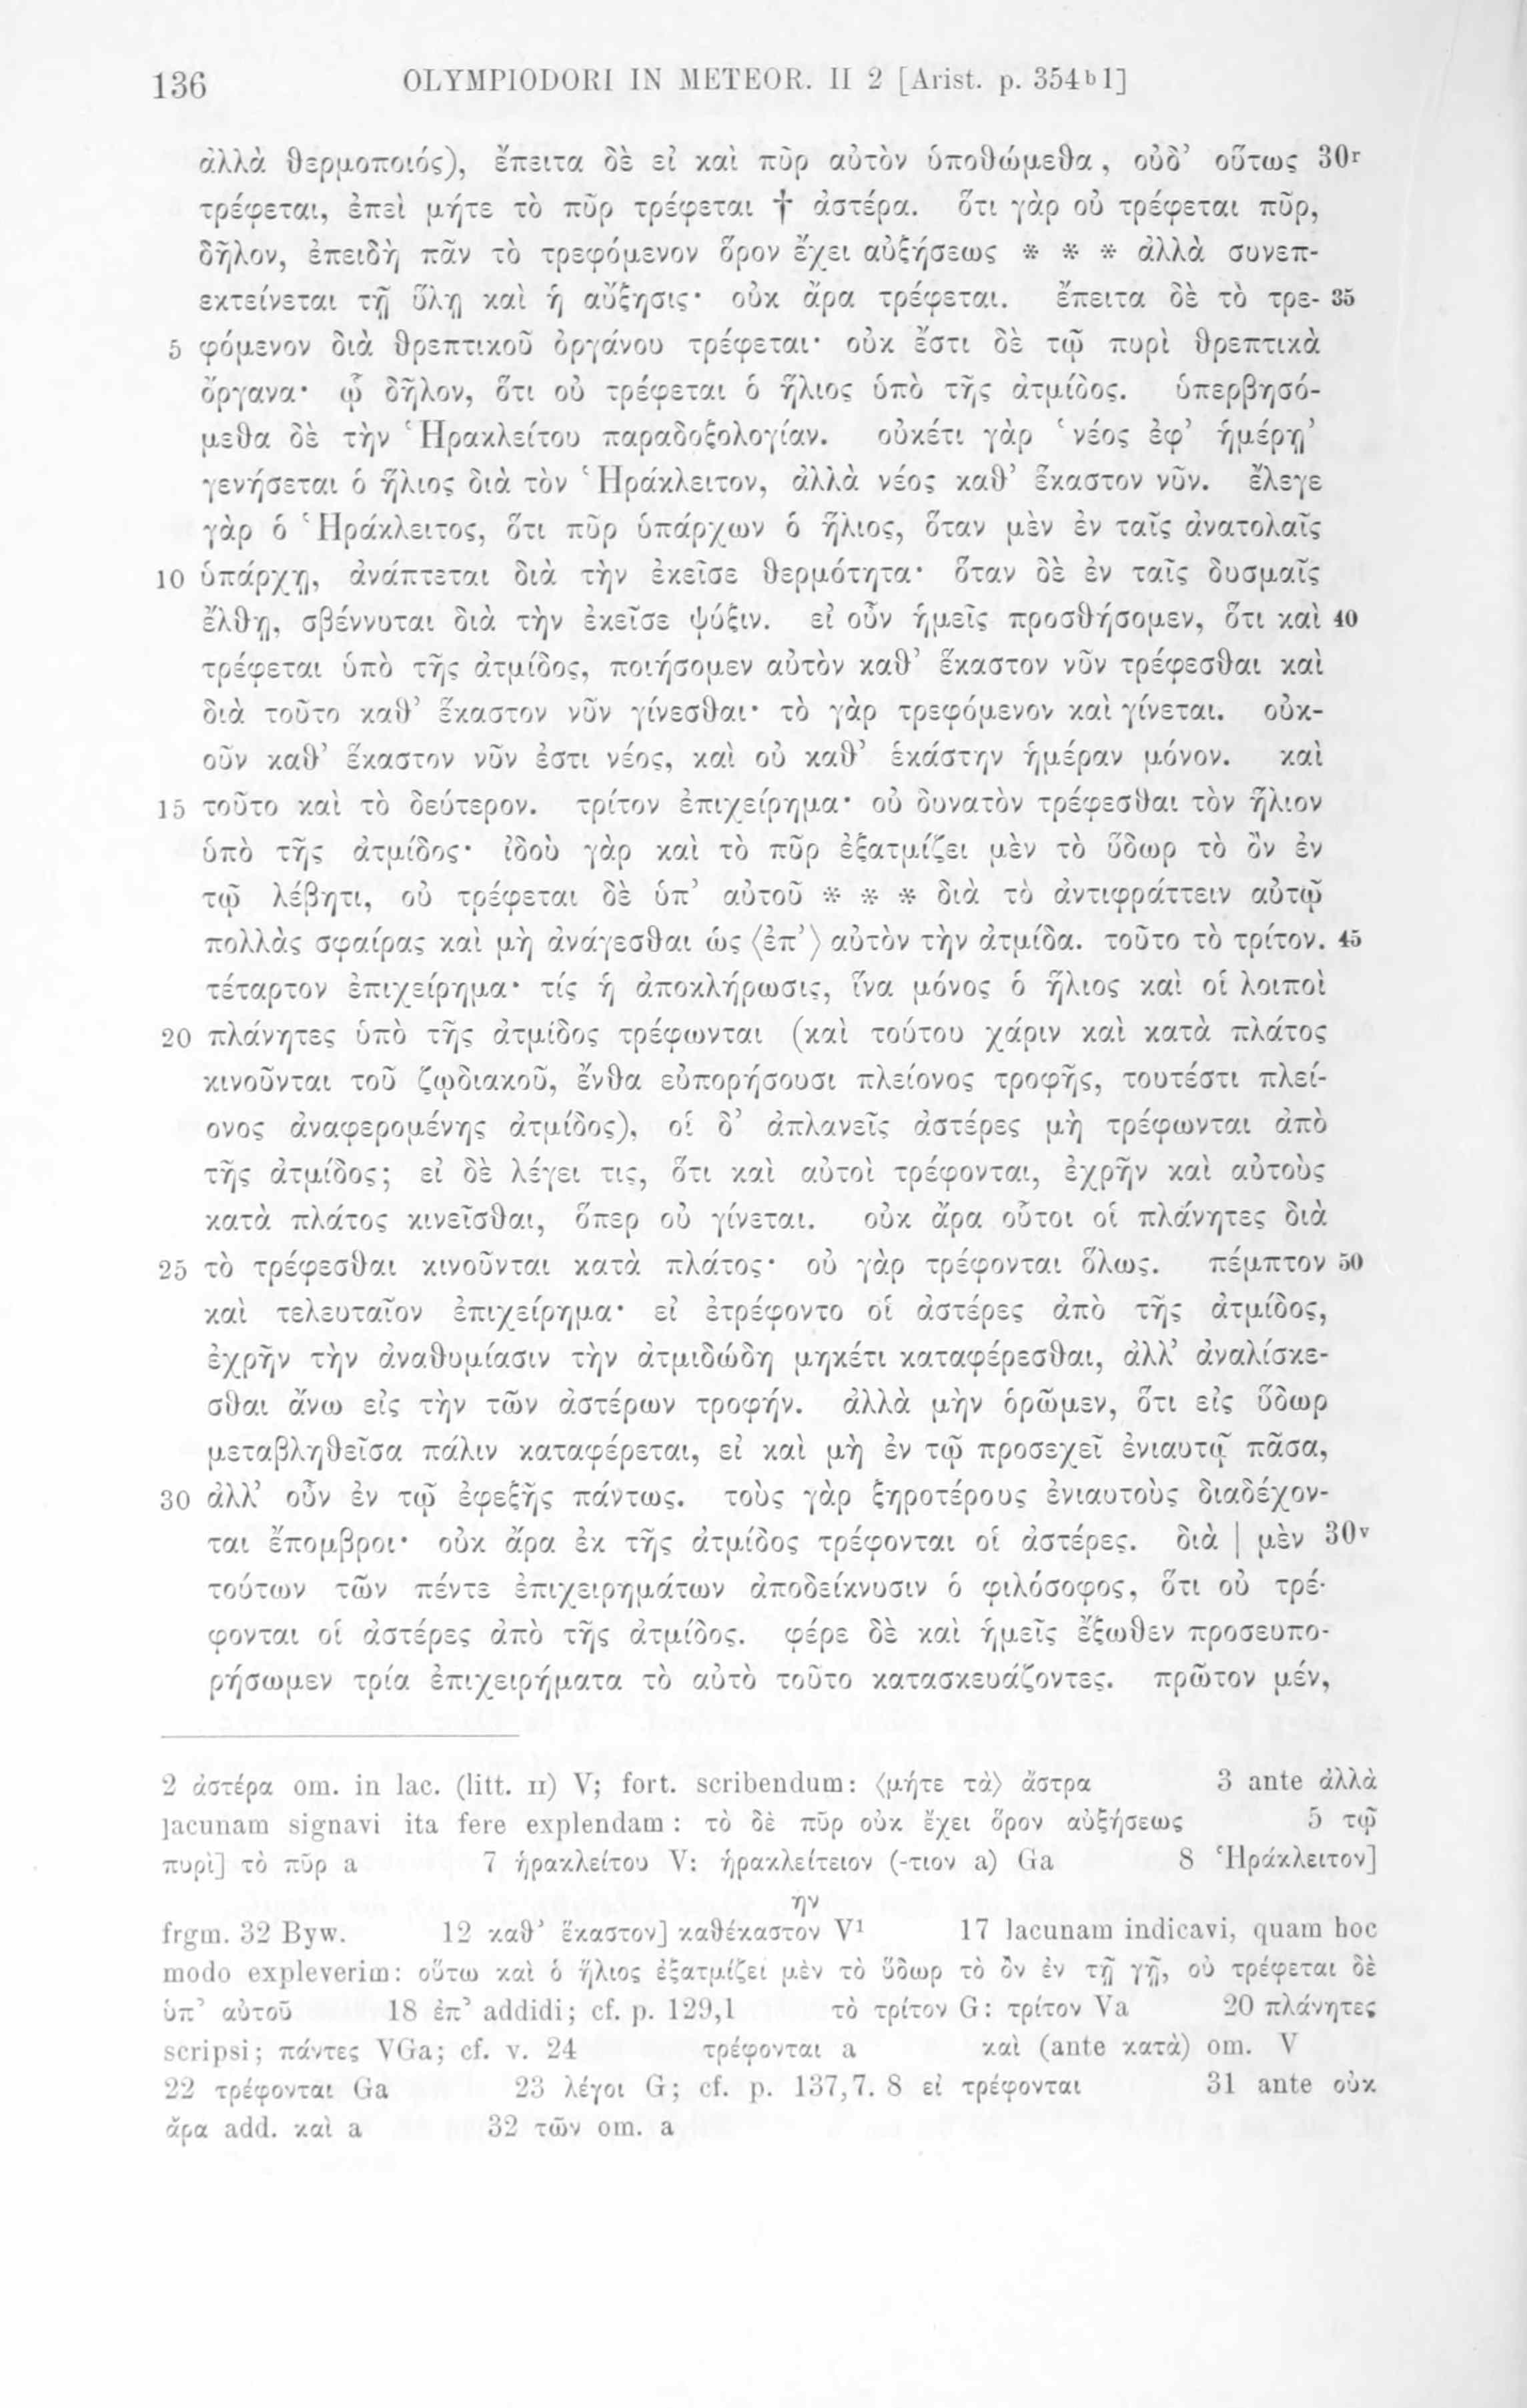 136 OLYMPIODORI IN METEOR. II 2 [Arist. p. 354ᵇ1]
ἀλλὰ θερμοποιός), ἔπειτα δὲ εἰ καὶ πῦρ αὐτὸν ὑποθώμεθα, οὐδ’ οὕτως 30ʳ
τρέφεται, ἐπεὶ μήτε τὸ πῦρ τρέφεται † ἀστέρα. ὅτι γὰρ οὐ τρέφεται πῦρ,
δῆλον, ἐπειδὴ πᾶν τὸ τρεφόμενον ὅρον ἔχει αὐξήσεως * * * ἀλλὰ συνεπ-
εκτείνεται τῇ ὕλῃ καὶ ἡ αὔξησις· οὐκ ἄρα τρέφεται. ἔπειτα δὲ τὸ τρε- 35
5 φόμενον διὰ θρεπτικοῦ ὀργάνου τρέφεται· οὐκ ἔστι δὲ τῷ πυρὶ θρεπτικὰ
ὄργανα· ᾧ δῆλον, ὅτι οὐ τρέφεται ὁ ἥλιος ὑπὸ τῆς ἀτμίδος. ὑπερβησό-
μεθα δὲ τὴν Ἡρακλείτου παραδοξολογίαν. οὐκέτι γὰρ ‘νέος ἐφ’ ἡμέρῃ’
γενήσεται ὁ ἥλιος διὰ τὸν Ἡράκλειτον, ἀλλὰ νέος καθ’ ἕκαστον νῦν. ἔλεγε
γὰρ ὁ Ἡράκλειτος, ὅτι πῦρ ὑπάρχων ὁ ἥλιος, ὅταν μὲν ἐν ταῖς ἀνατολαῖς
10 ὑπάρχῃ, ἀνάπτεται διὰ τὴν ἐκεῖσε θερμότητα· ὅταν δὲ ἐν ταῖς δυσμαῖς
ἔλθῃ, σβέννυται διὰ τὴν ἐκεῖσε ψύξιν. εἰ οὖν ἡμεῖς προσθήσομεν, ὅτι καὶ 40
τρέφεται ὑπὸ τῆς ἀτμίδος, ποιήσομεν αὐτὸν καθ’ ἕκαστον νῦν τρέφεσθαι καὶ
διὰ τοῦτο καθ’ ἕκαστον νῦν γίνεσθαι· τὸ γὰρ τρεφόμενον καὶ γίνεται. οὐκ-
οῦν καθ’ ἕκαστον νῦν ἐστι νέος, καὶ οὐ καθ’ ἑκάστην ἡμέραν μόνον. καὶ
15 τοῦτο καὶ τὸ δεύτερον. τρίτον ἐπιχείρημα· οὐ δυνατὸν τρέφεσθαι τὸν ἥλιον
ὑπὸ τῆς ἀτμίδος· ἰδοὺ γὰρ καὶ τὸ πῦρ ἐξατμίζει μὲν τὸ ὕδωρ τὸ ὂν ἐν
τῷ λέβητι, οὐ τρέφεται δὲ ὑπ’ αὐτοῦ * * * διὰ τὸ ἀντιφράττειν αὐτῷ
πολλὰς σφαίρας καὶ μὴ ἀνάγεσθαι ὡς ⟨ἐπ’⟩ αὐτὸν τὴν ἀτμίδα. τοῦτο τὸ τρίτον. 45
τέταρτον ἐπιχείρημα· τίς ἡ ἀποκλήρωσις, ἵνα μόνος ὁ ἥλιος καὶ οἱ λοιποὶ
20 πλάνητες ὑπὸ τῆς ἀτμίδος τρέφωνται (καὶ τούτου χάριν καὶ κατὰ πλάτος
κινοῦνται τοῦ ζῳδιακοῦ, ἔνθα εὐπορήσουσι πλείονος τροφῆς, τουτέστι πλεί-
ονος ἀναφερομένης ἀτμίδος), οἱ δ’ ἀπλανεῖς ἀστέρες μὴ τρέφωνται ἀπὸ
τῆς ἀτμίδος; εἰ δὲ λέγει τις, ὅτι καὶ αὐτοὶ τρέφονται, ἐχρῆν καὶ αὐτοὺς
κατὰ πλάτος κινεῖσθαι, ὅπερ οὐ γίνεται. οὐκ ἄρα οὗτοι οἱ πλάνητες διὰ
25 τὸ τρέφεσθαι κινοῦνται κατὰ πλάτος· οὐ γὰρ τρέφονται ὅλως. πέμπτον 50
καὶ τελευταῖον ἐπιχείρημα· εἰ ἐτρέφοντο οἱ ἀστέρες ἀπὸ τῆς ἀτμίδος,
ἐχρῆν τὴν ἀναθυμίασιν τὴν ἀτμιδώδη μηκέτι καταφέρεσθαι, ἀλλ’ ἀναλίσκε-
σθαι ἄνω εἰς τὴν τῶν ἀστέρων τροφήν. ἀλλὰ μὴν ὁρῶμεν, ὅτι εἰς ὕδωρ
μεταβληθεῖσα πάλιν καταφέρεται, εἰ καὶ μὴ ἐν τῷ προσεχεῖ ἐνιαυτῷ πᾶσα,
30 ἀλλ’ οὖν ἐν τῷ ἐφεξῆς πάντως. τοὺς γὰρ ξηροτέρους ἐνιαυτοὺς διαδέχον-
ται ἔπομβροι· οὐκ ἄρα ἐκ τῆς ἀτμίδος τρέφονται οἱ ἀστέρες. διὰ | μὲν 30ᵛ
τούτων τῶν πέντε ἐπιχειρημάτων ἀποδείκνυσιν ὁ φιλόσοφος, ὅτι οὐ τρέ-
φονται οἱ ἀστέρες ἀπὸ τῆς ἀτμίδος. φέρε δὲ καὶ ἡμεῖς ἔξωθεν προσευπο-
ρήσωμεν τρία ἐπιχειρήματα τὸ αὐτὸ τοῦτο κατασκευάζοντες. πρῶτον μέν,
2 ἀστέρα om. in lac. (litt. II) V; fort. scribendum: ⟨μήτε τὰ⟩ ἄστρα 3 ante ἀλλὰ
lacunam signavi ita fere explendam: τὸ δὲ πῦρ οὐκ ἔχει ὅρον αὐξήσεως 5 τῷ
πυρὶ] τὸ πῦρ a 7 ἡρακλείτου V: ἡρακλείτειον (-τιον a) Ga 8 Ἡράκλειτον]
ην
frgm. 32 Byw. 12 καθ’ ἕκαστον] καθέκαστον V¹ 17 lacunam indicavi, quam hoc
modo expleverim: οὕτω καὶ ὁ ἥλιος ἐξατμίζει μὲν τὸ ὕδωρ τὸ ὂν ἐν τῇ γῇ, οὐ τρέφεται δὲ
ὑπ’ αὐτοῦ 18 ἐπ’ addidi; cf. p. 129,1 τὸ τρίτον G: τρίτον Va 20 πλάνητες
scripsi; πάντες VGa; cf. v. 24 τρέφονται a καὶ (ante κατὰ) om. V
22 τρέφονται Ga 23 λέγοι G; cf. p. 137,7. 8 εἰ τρέφονται 31 ante οὐκ
ἄρα add. καὶ a 32 τῶν om. a